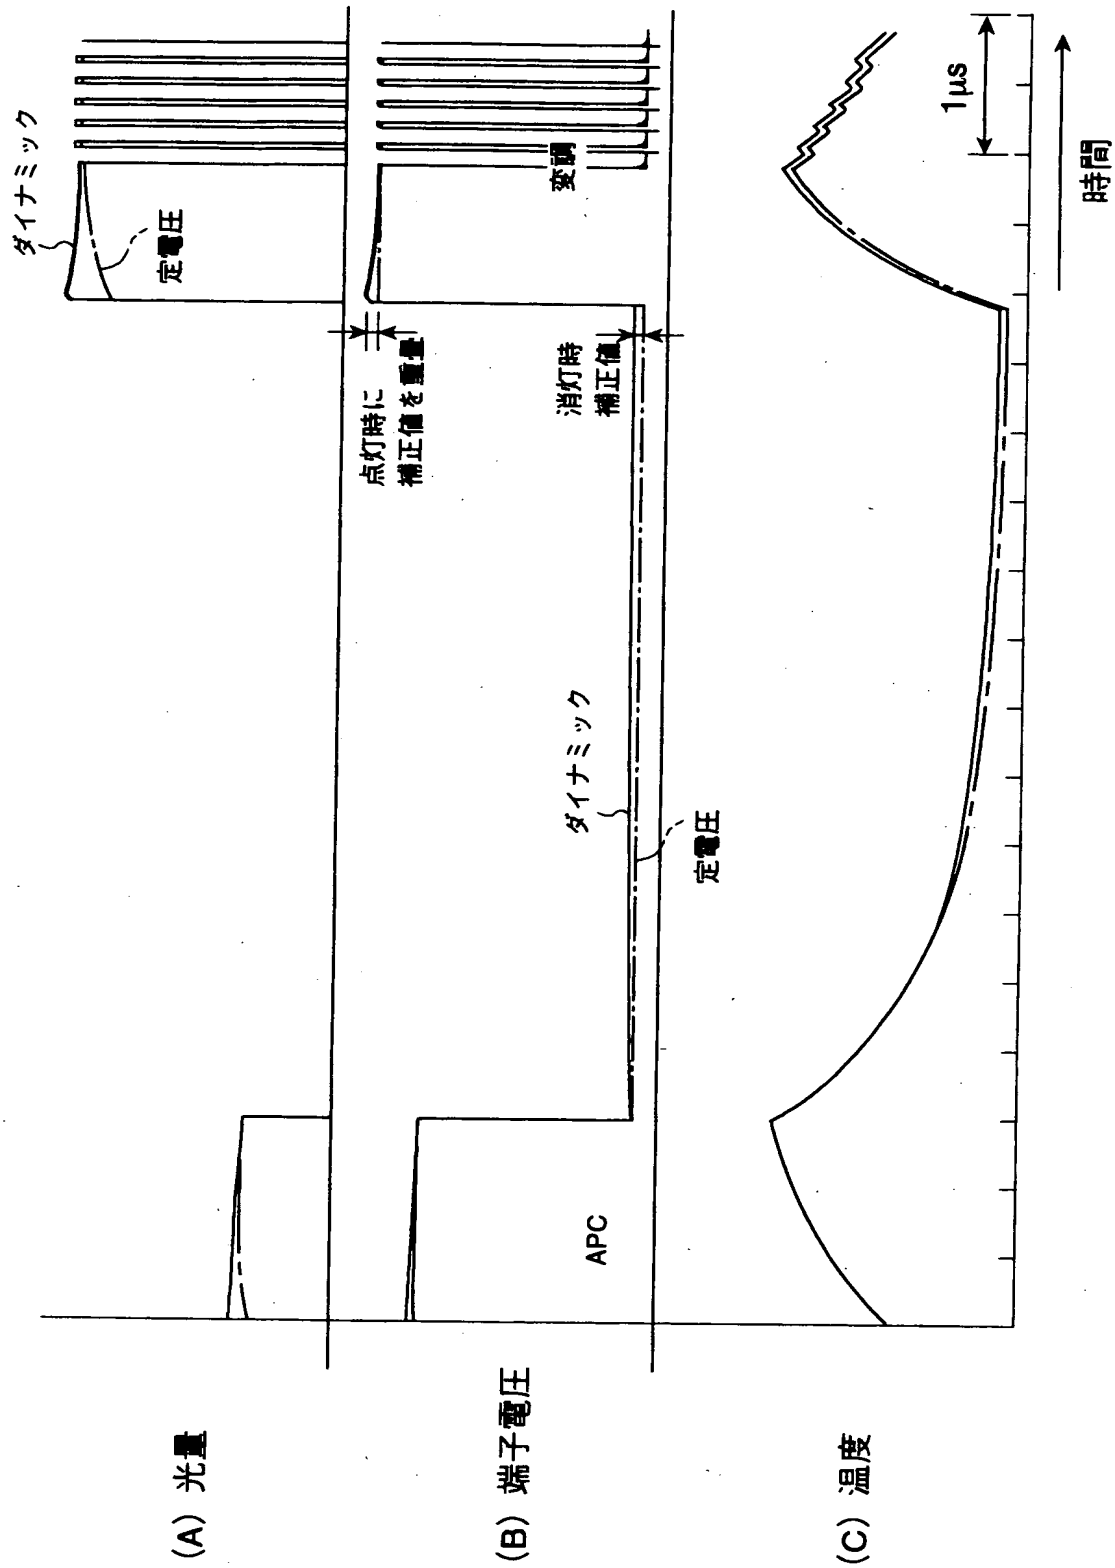 (A) 光量
ダイナミック
定電圧
(B) 端子電圧
APC
点灯時に
補正値を重畳
変調
消灯時
補正値
ダイナミック
定電圧
(C) 温度
1μs
時間